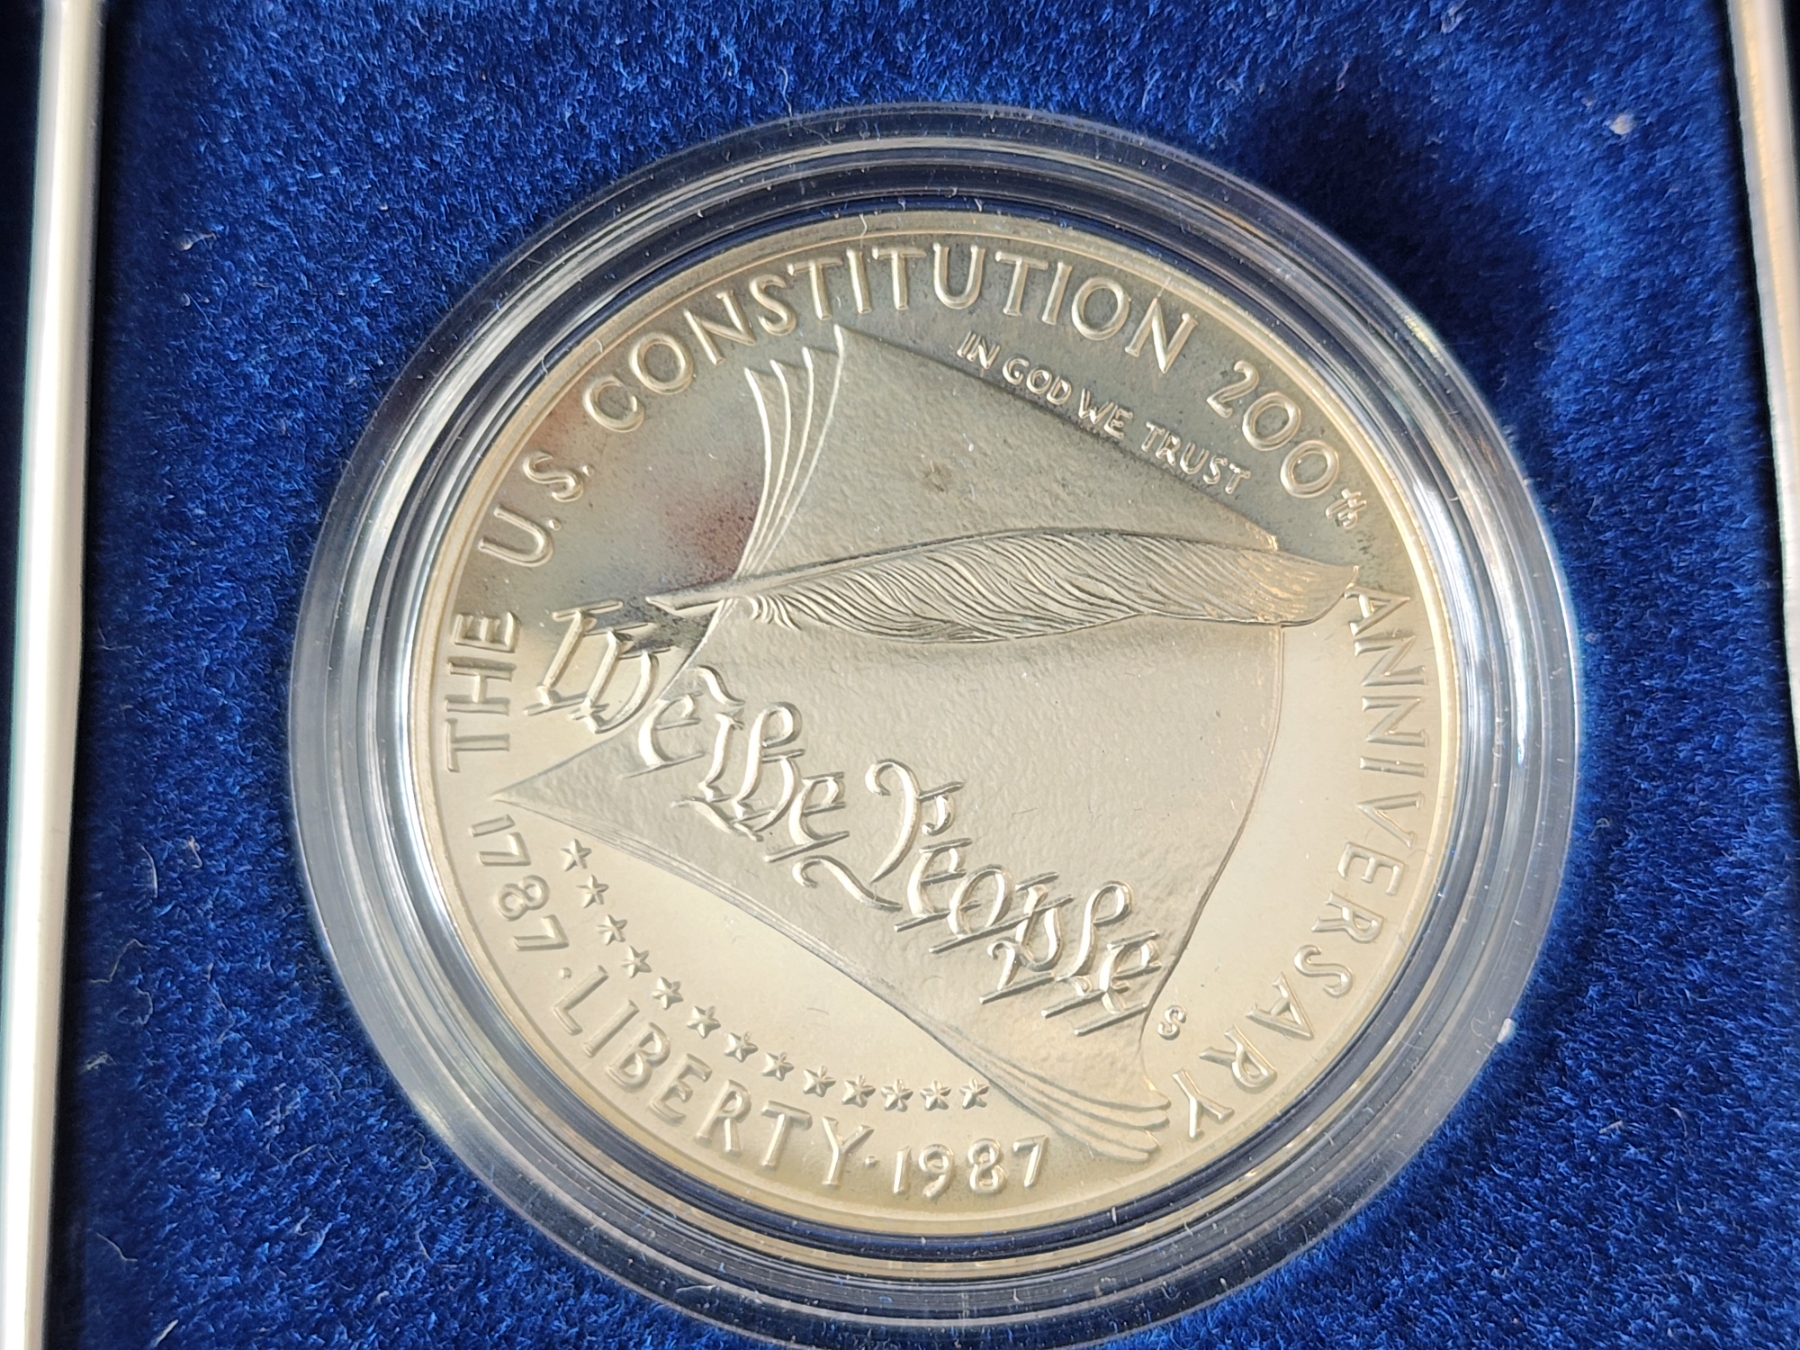 THE U.S. CONSTITUTION 200th ANNIVERSARY
IN GOD WE TRUST
We the People
S
1787 · LIBERTY · 1987